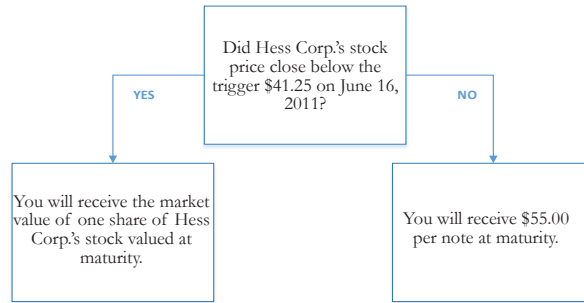 Did Hess Corp.'s stock
price close below the
trigger $41.25 on June 16,
2011?
YES
NO
You will receive the market
value of one share of Hess
Corp.'s stock valued at
maturity.
You will receive $55.00
per note at maturity.